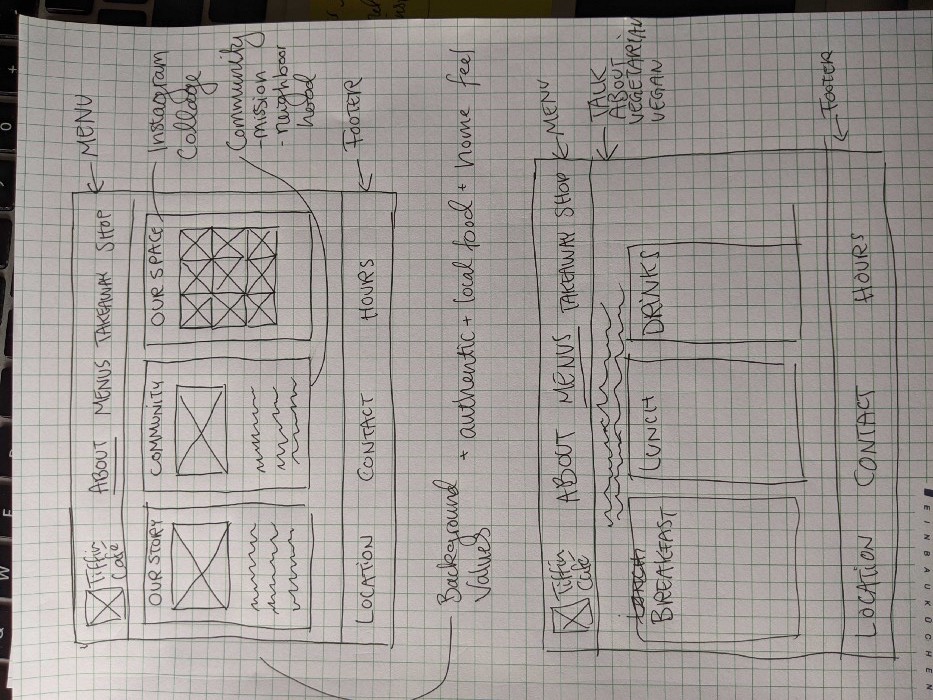 Tiffin
Cafe
ABOUT MENUS TAKEAWAY SHOP
MENU
OUR STORY
COMMUNITY
OUR SPACE
Instagram
Collage
Community
- mission
- neighbor
hood
LOCATION CONTACT HOURS
FOOTER
Background
Values
+ authentic + local food + home feel
Tiffin
Cafe
ABOUT MENUS TAKEAWAY SHOP
MENU
TALK
ABOUT
VEGETARIAN
VEGAN
BREAKFAST
LUNCH
DRINKS
LOCATION CONTACT HOURS
FOOTER
EINBAUKÜCHEN